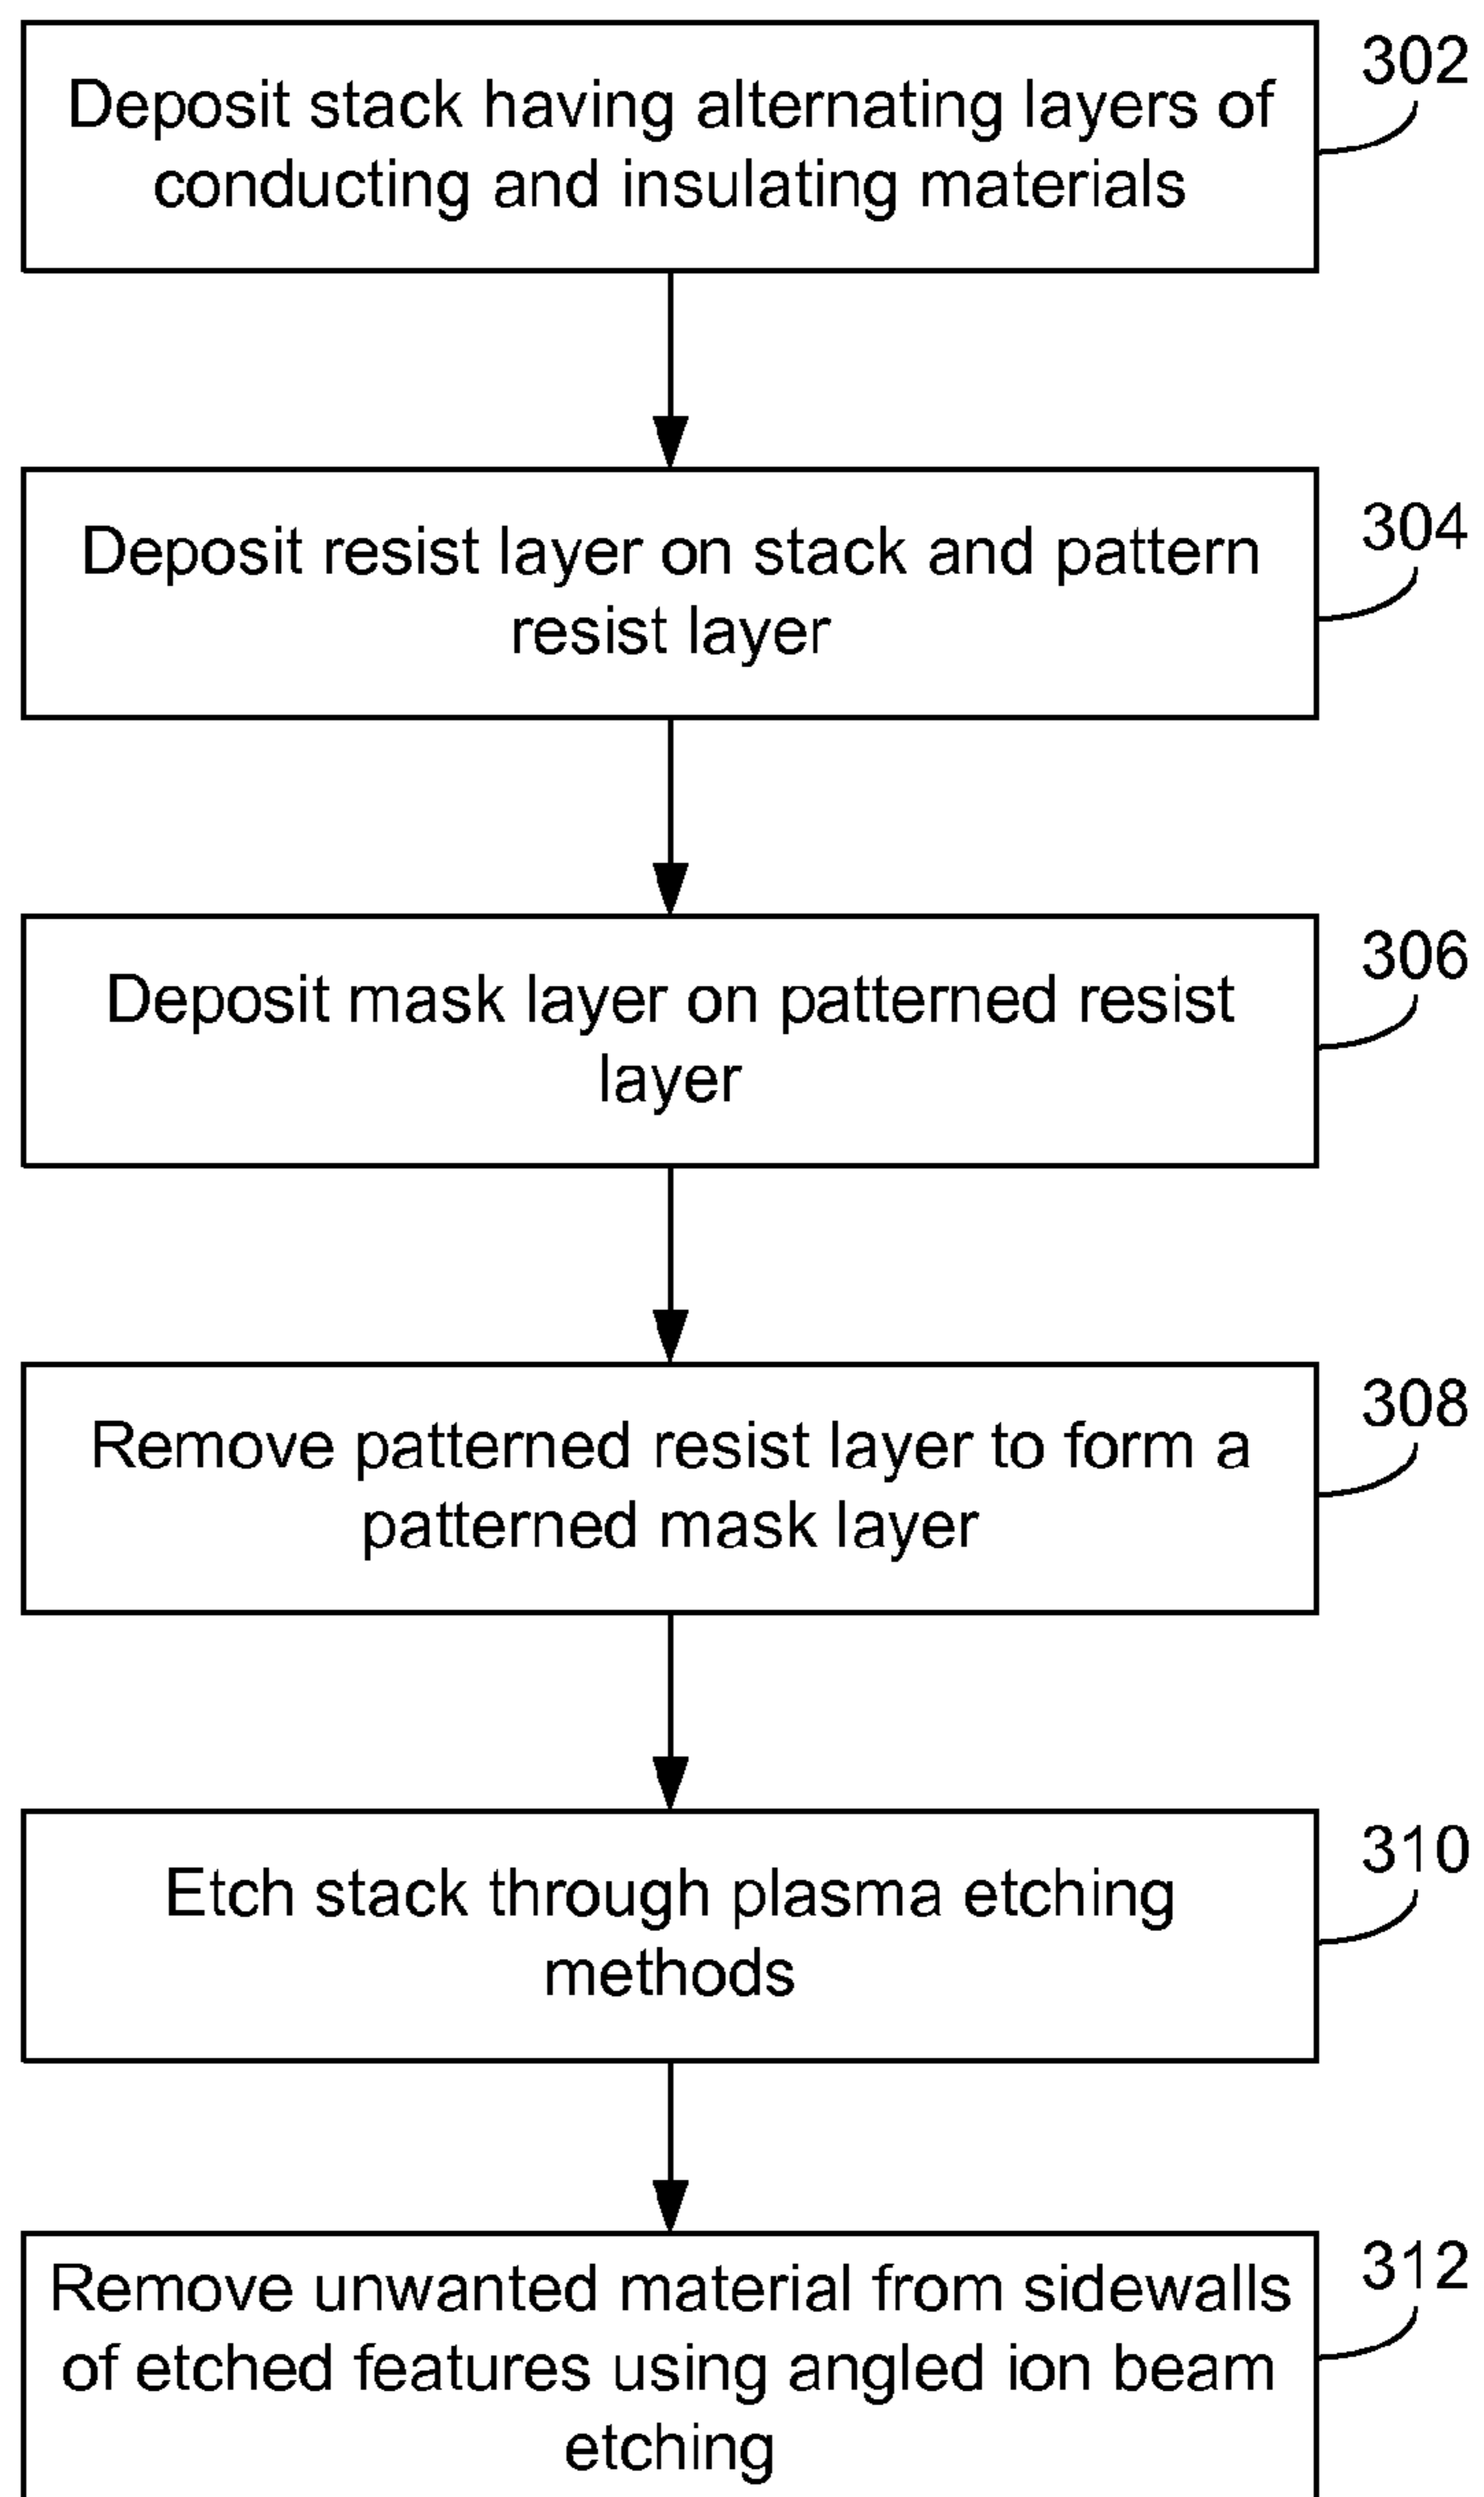 302
Deposit stack having alternating layers of
conducting and insulating materials
304
Deposit resist layer on stack and pattern
resist layer
306
Deposit mask layer on patterned resist
layer
308
Remove patterned resist layer to form a
patterned mask layer
310
Etch stack through plasma etching
methods
312
Remove unwanted material from sidewalls
of etched features using angled ion beam
etching